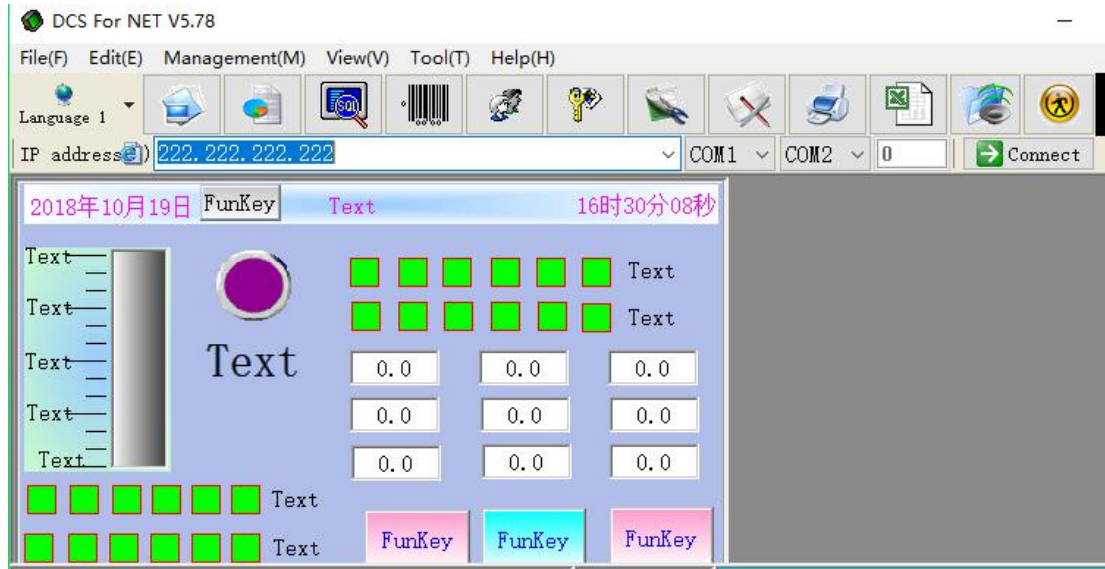 DCS For NET V5.78
File(F) Edit(E) Management(M) View(V) Tool(T) Help(H)
Language 1
SQL
IP address) 222.222.222.222 COM1 COM2 0 Connect
2018年10月19日 FunKey Text 16时30分08秒
Text
Text
Text
Text
Text
Text
Text
Text
0.0 0.0 0.0
0.0 0.0 0.0
0.0 0.0 0.0
Text
Text
FunKey FunKey FunKey